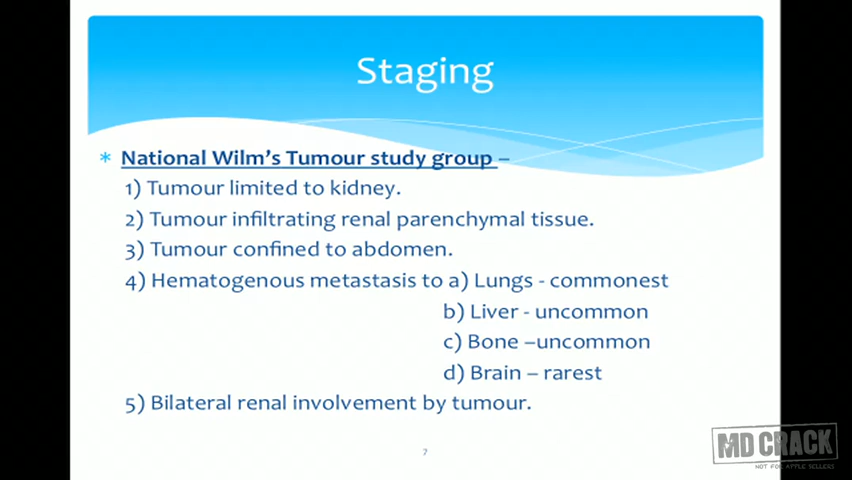 Staging
* National Wilm's Tumour study group –
1) Tumour limited to kidney.
2) Tumour infiltrating renal parenchymal tissue.
3) Tumour confined to abdomen.
4) Hematogenous metastasis to a) Lungs - commonest
b) Liver - uncommon
c) Bone –uncommon
d) Brain – rarest
5) Bilateral renal involvement by tumour.
7
MD CRACK
NOT FOR APPLE SELLERS